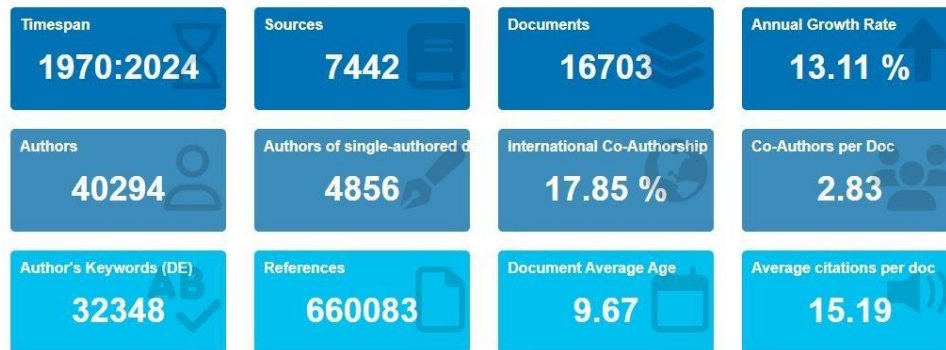 Timespan
1970:2024
Sources
7442
Documents
16703
Annual Growth Rate
13.11 %
Authors
40294
Authors of single-authored d
4856
International Co-Authorship
17.85 %
Co-Authors per Doc
2.83
Author's Keywords (DE)
AB
32348
References
660083
Document Average Age
9.67
Average citations per doc
15.19